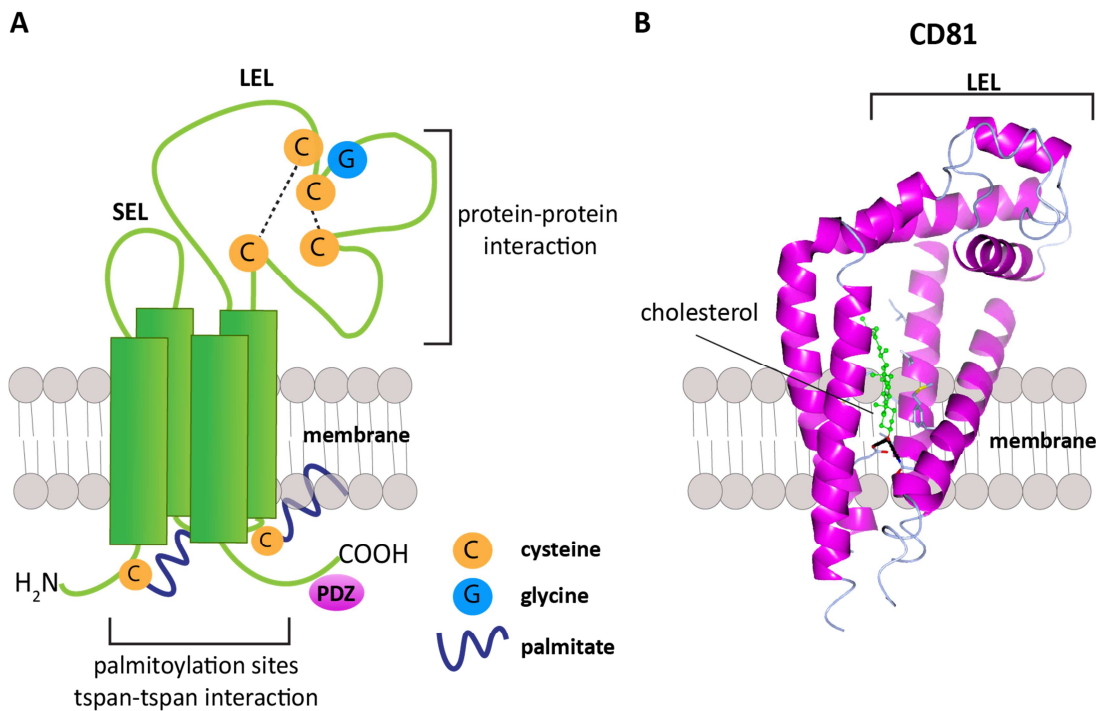 A
LEL
C
G
C
SEL
C
C
protein-protein
interaction
membrane
C
C
H2N
COOH
PDZ
palmitoylation sites
tspan-tspan interaction
C cysteine
G glycine
palmitate
B
CD81
LEL
cholesterol
membrane